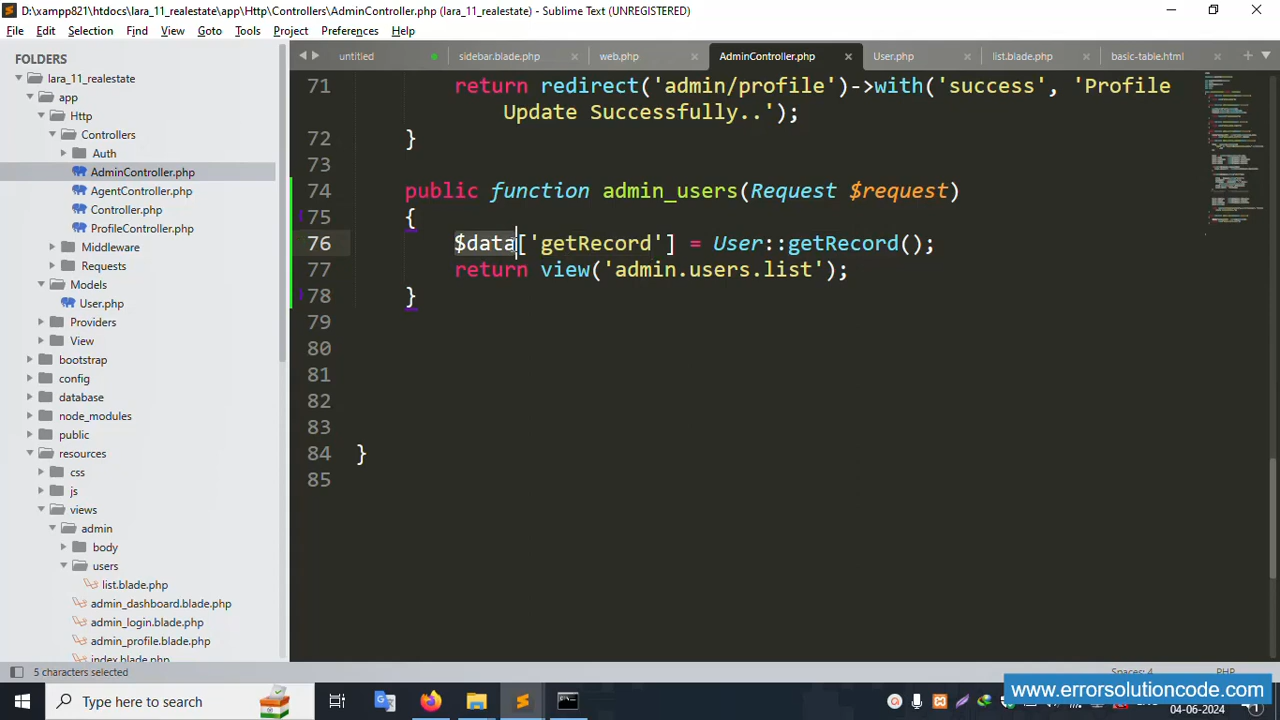 D:\xampp821\htdocs\lara_11_realestate\app\Http\Controllers\AdminController.php (lara_11_realestate) - Sublime Text (UNREGISTERED)
File Edit Selection Find View Goto Tools Project Preferences Help
FOLDERS
lara_11_realestate
app
Http
Controllers
Auth
AdminController.php
AgentController.php
Controller.php
ProfileController.php
Middleware
Requests
Models
User.php
Providers
View
bootstrap
config
database
node_modules
public
resources
css
js
views
admin
body
users
list.blade.php
admin_dashboard.blade.php
admin_login.blade.php
admin_profile.blade.php
index.blade.php
untitled sidebar.blade.php web.php AdminController.php User.php list.blade.php basic-table.html
71 return redirect('admin/profile')->with('success', 'Profile
Update Successfully..');
72 }
73
74 public function admin_users(Request $request)
75 {
76 $data['getRecord'] = User::getRecord();
77 return view('admin.users.list');
78 }
79
80
81
82
83
84 }
85
5 characters selected
Spaces: 4 PHP
Type here to search
www.errorsolutioncode.com
04-06-2024